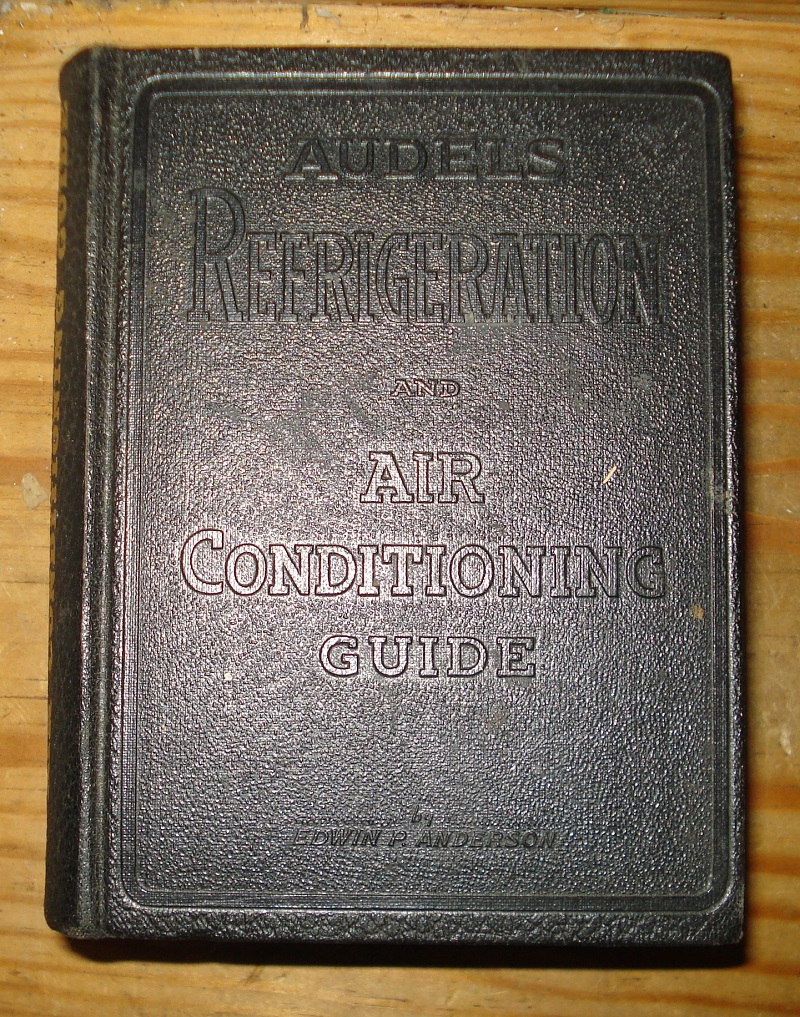 AUDELS
REFRIGERATION
AND
AIR
CONDITIONING
GUIDE
by
EDWIN P. ANDERSON